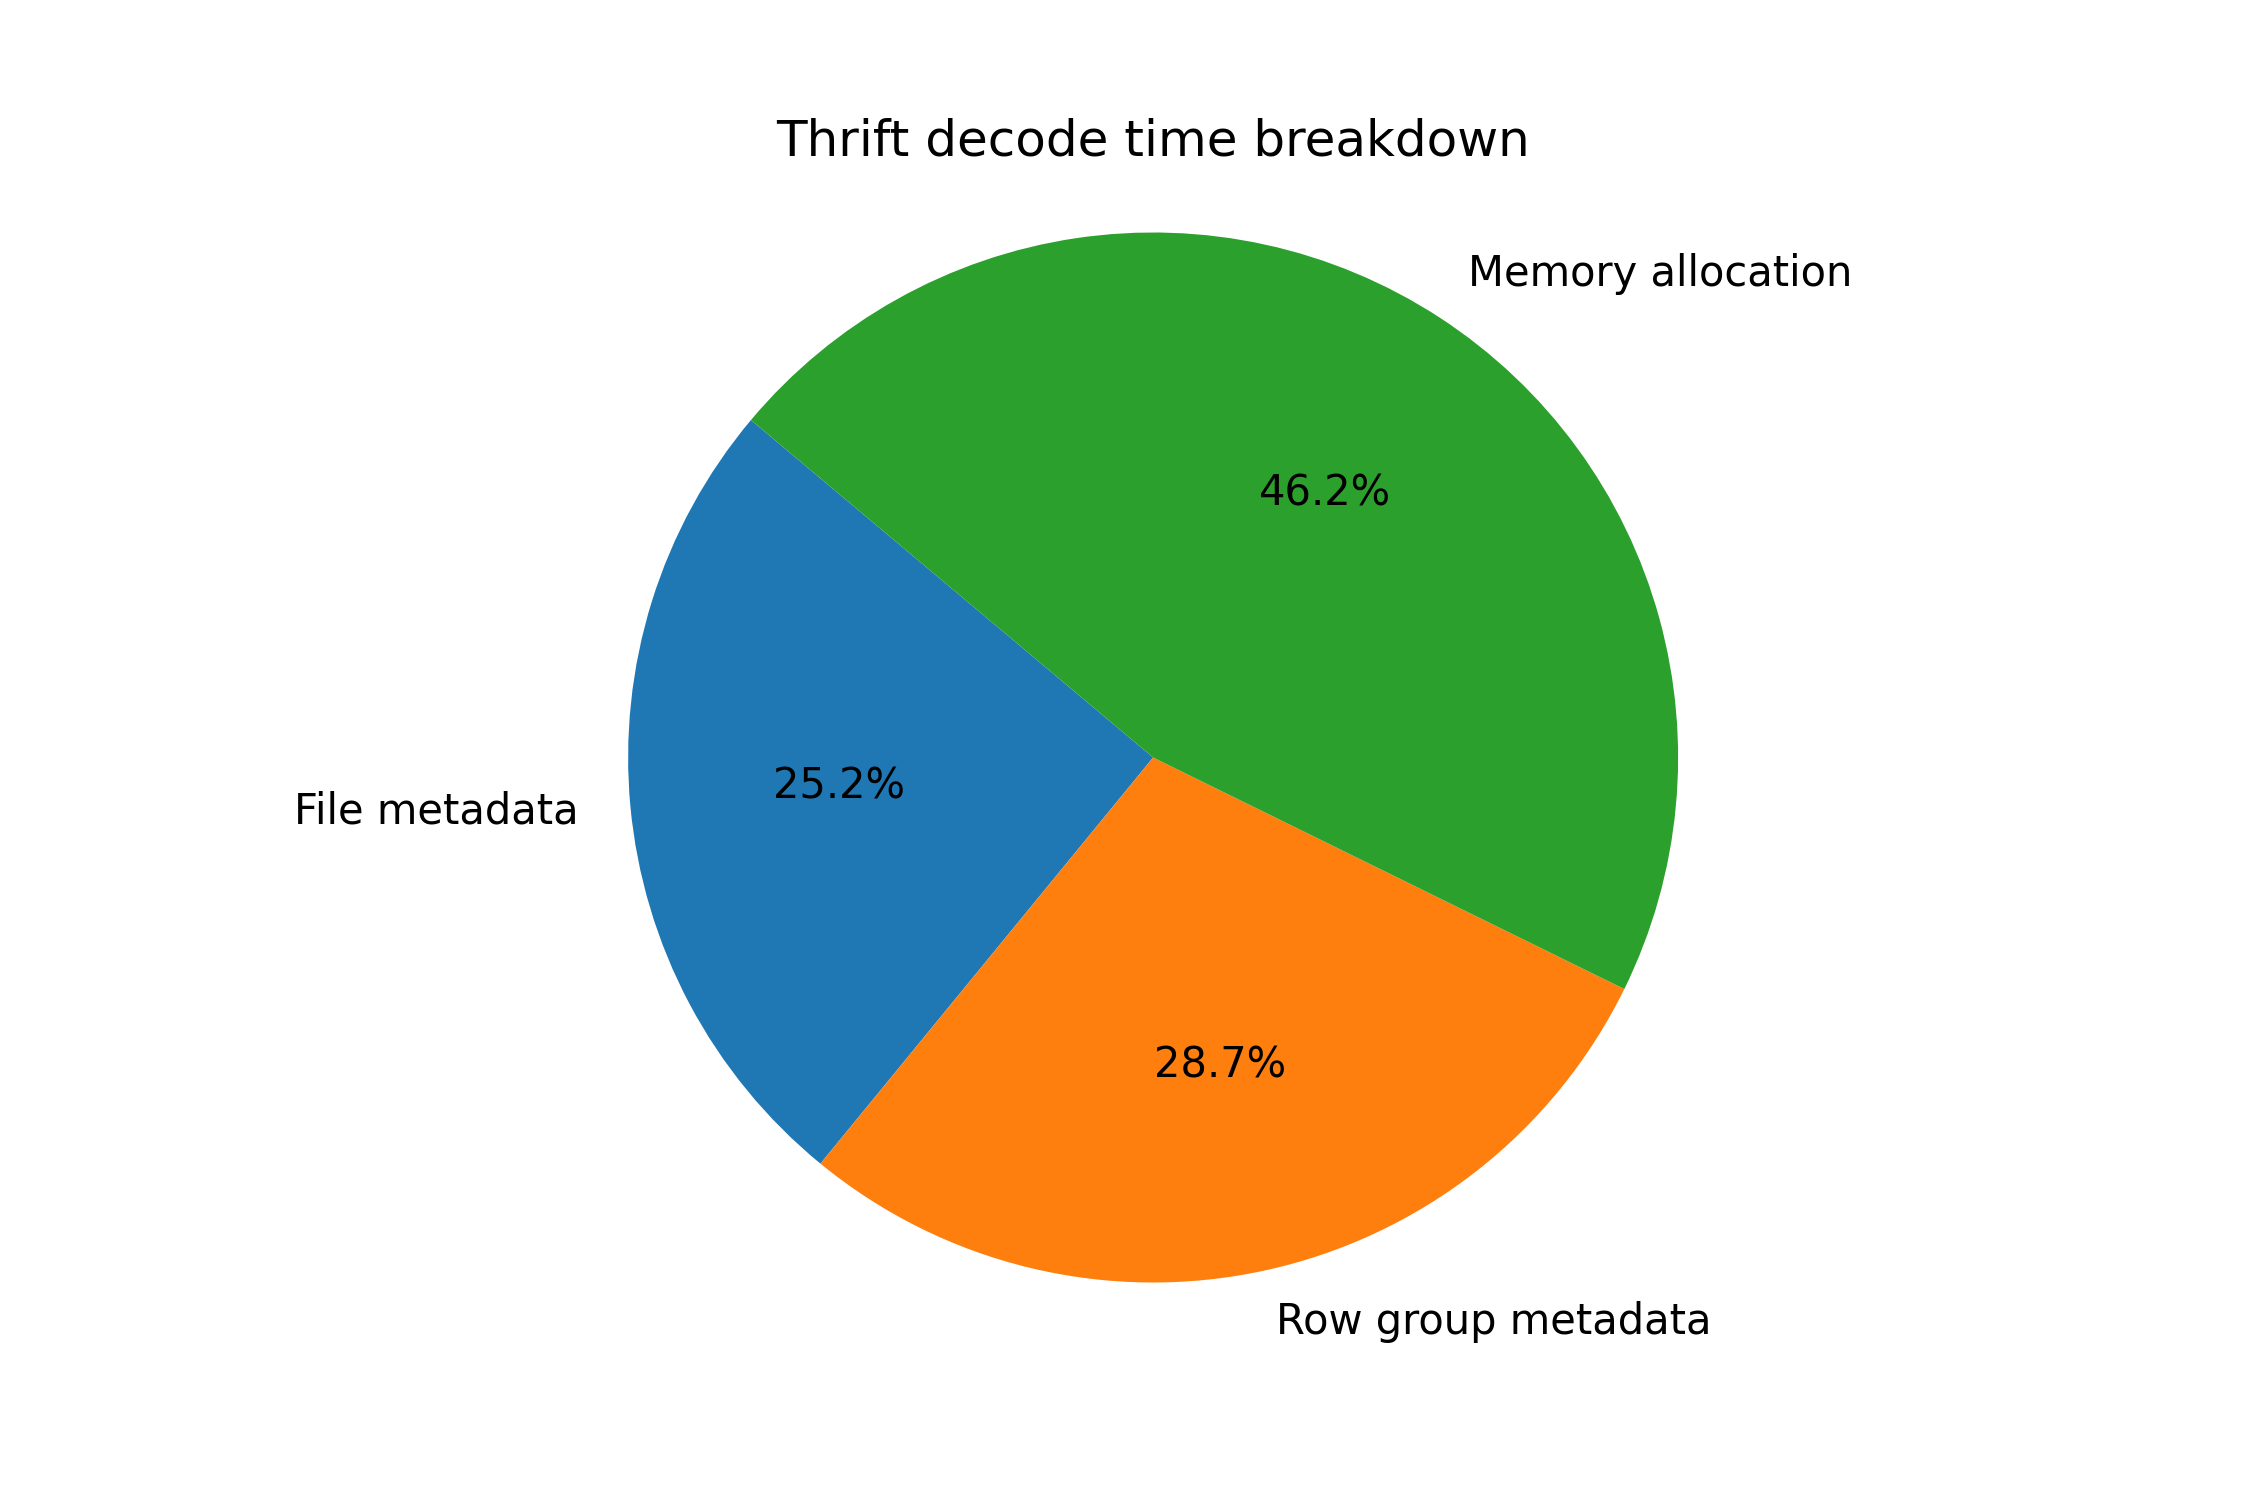 Thrift decode time breakdown
Memory allocation
46.2%
25.2%
File metadata
28.7%
Row group metadata